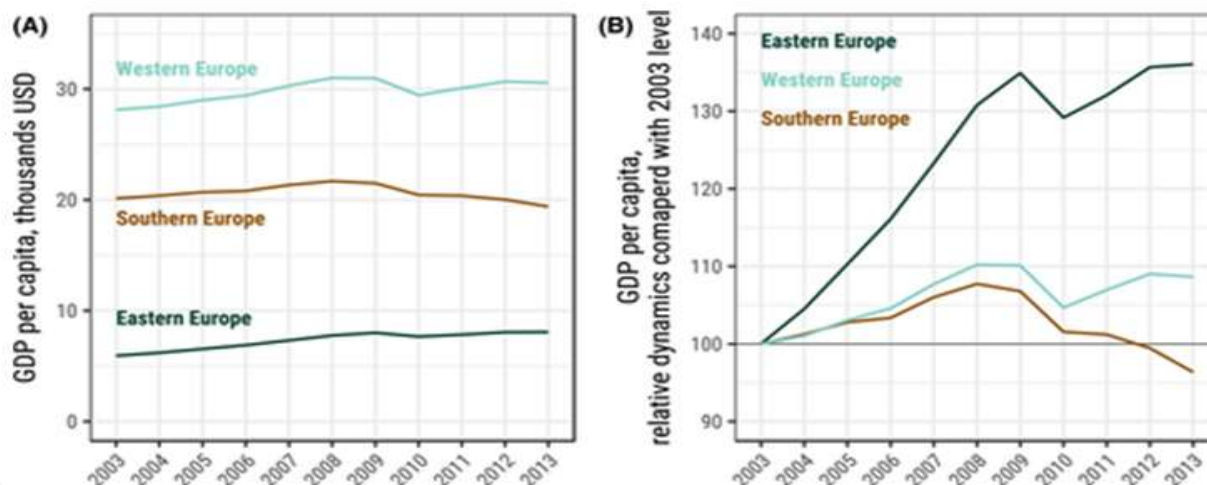 (A)
GDP per capita, thousands USD
30
20
10
0
Western Europe
Southern Europe
Eastern Europe
2003
2004
2005
2006
2007
2008
2009
2010
2011
2012
2013
(B)
GDP per capita,
relative dynamics comaperd with 2003 level
140
130
120
110
100
90
Eastern Europe
Western Europe
Southern Europe
2003
2004
2005
2006
2007
2008
2009
2010
2011
2012
2013